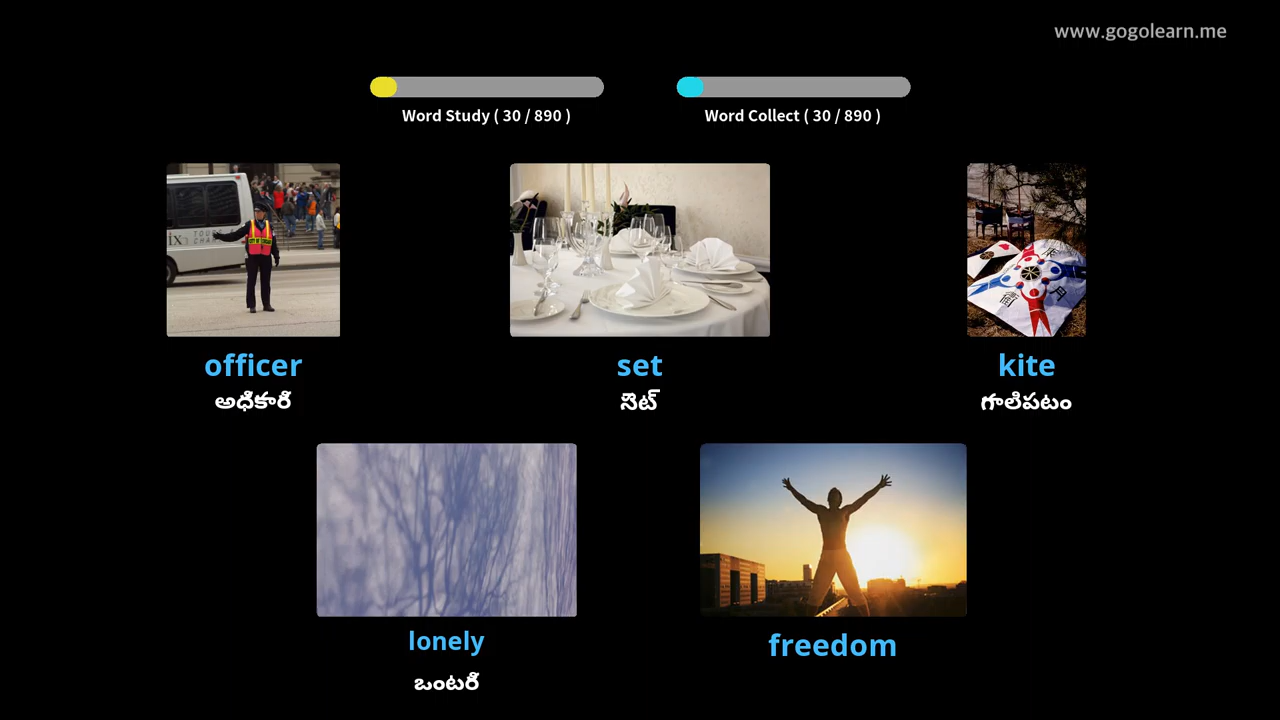 www.gogolearn.me
Word Study ( 30 / 890 )
Word Collect ( 30 / 890 )
officer
అధికారి
set
సెట్
kite
గాలిపటం
lonely
ఒంటరి
freedom